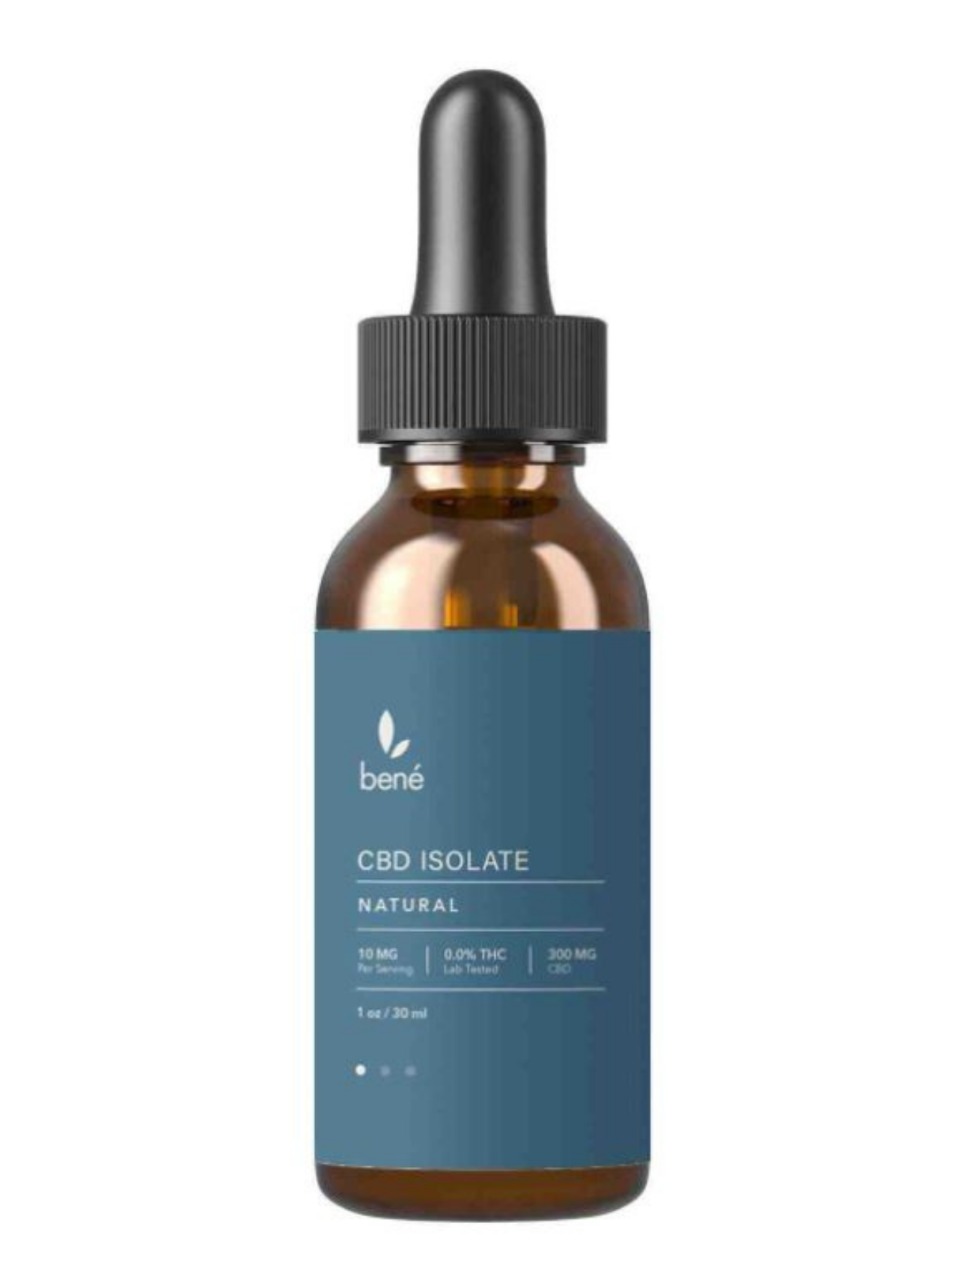 bené
CBD ISOLATE
NATURAL
10 MG
Per Serving
0.0% THC
Lab Tested
300 MG
CBD
1 oz / 30 ml